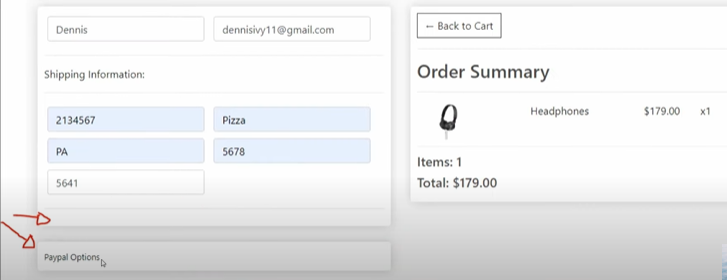 Dennis
dennisivy11@gmail.com
Shipping Information:
2134567
Pizza
PA
5678
5641
Paypal Options
← Back to Cart
Order Summary
Headphones $179.00 x1
Items: 1
Total: $179.00